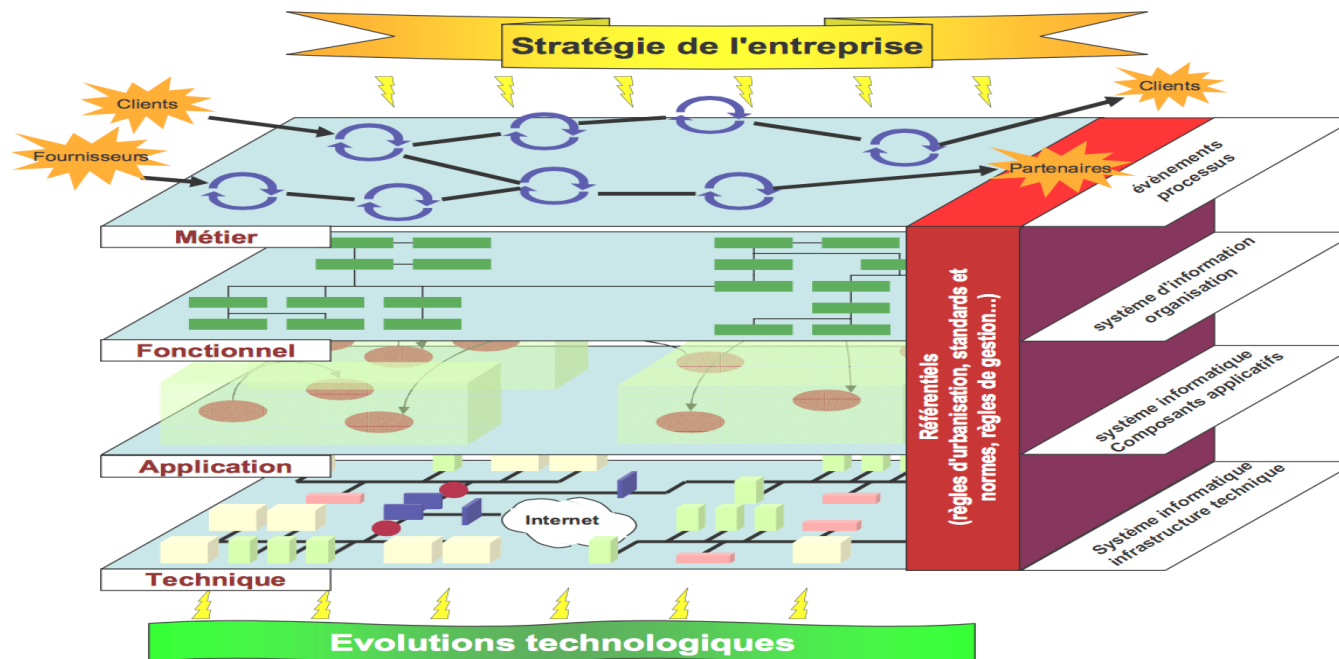 Stratégie de l'entreprise
Clients
Clients
Fournisseurs
Partenaires
évènements
processus
Métier
système d'information
organisation
Fonctionnel
Référentiels
(règles d'urbanisation, standards et
normes, règles de gestion...)
système informatique
Composants applicatifs
Application
Internet
Système informatique
infrastructure technique
Technique
Evolutions technologiques